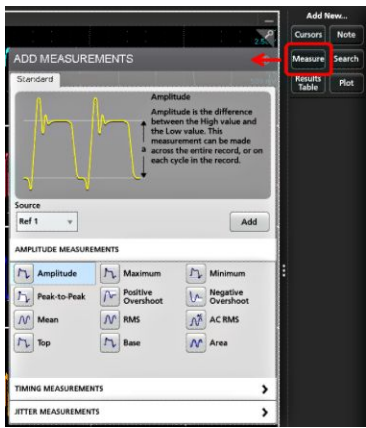 Add New...
Cursors Note
Measure Search
Results Table Plot
ADD MEASUREMENTS
Standard
Amplitude
Amplitude is the difference
between the High value and
the Low value. This
measurement can be made
a across the entire record, or on
each cycle in the record.
Source
Ref 1 Add
AMPLITUDE MEASUREMENTS
Amplitude Maximum Minimum
Peak-to-Peak Positive Overshoot Negative Overshoot
Mean RMS AC RMS
Top Base Area
TIMING MEASUREMENTS
JITTER MEASUREMENTS